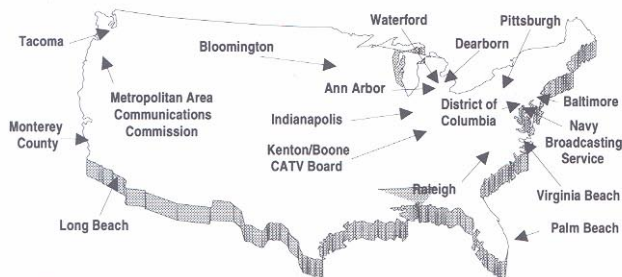 Waterford
Pittsburgh
Tacoma
Bloomington
Dearborn
Ann Arbor
Metropolitan Area
Communications
Commission
Indianapolis
District of
Columbia
Baltimore
Monterey
County
Kenton/Boone
CATV Board
Navy
Broadcasting
Service
Raleigh
Virginia Beach
Long Beach
Palm Beach